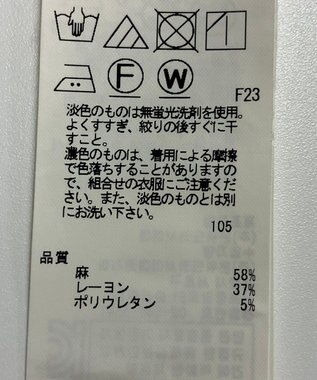 F
W
F23
淡色のものは無蛍光洗剤を使用。
よくすすぎ、絞りの後すぐに干
すこと。
濃色のものは、着用による摩擦
で色落ちすることがありますの
で、組合せの衣服にご注意くだ
さい。また、淡色のものとは別
にお洗い下さい。
105
品質
麻 58%
レーヨン 37%
ポリウレタン 5%